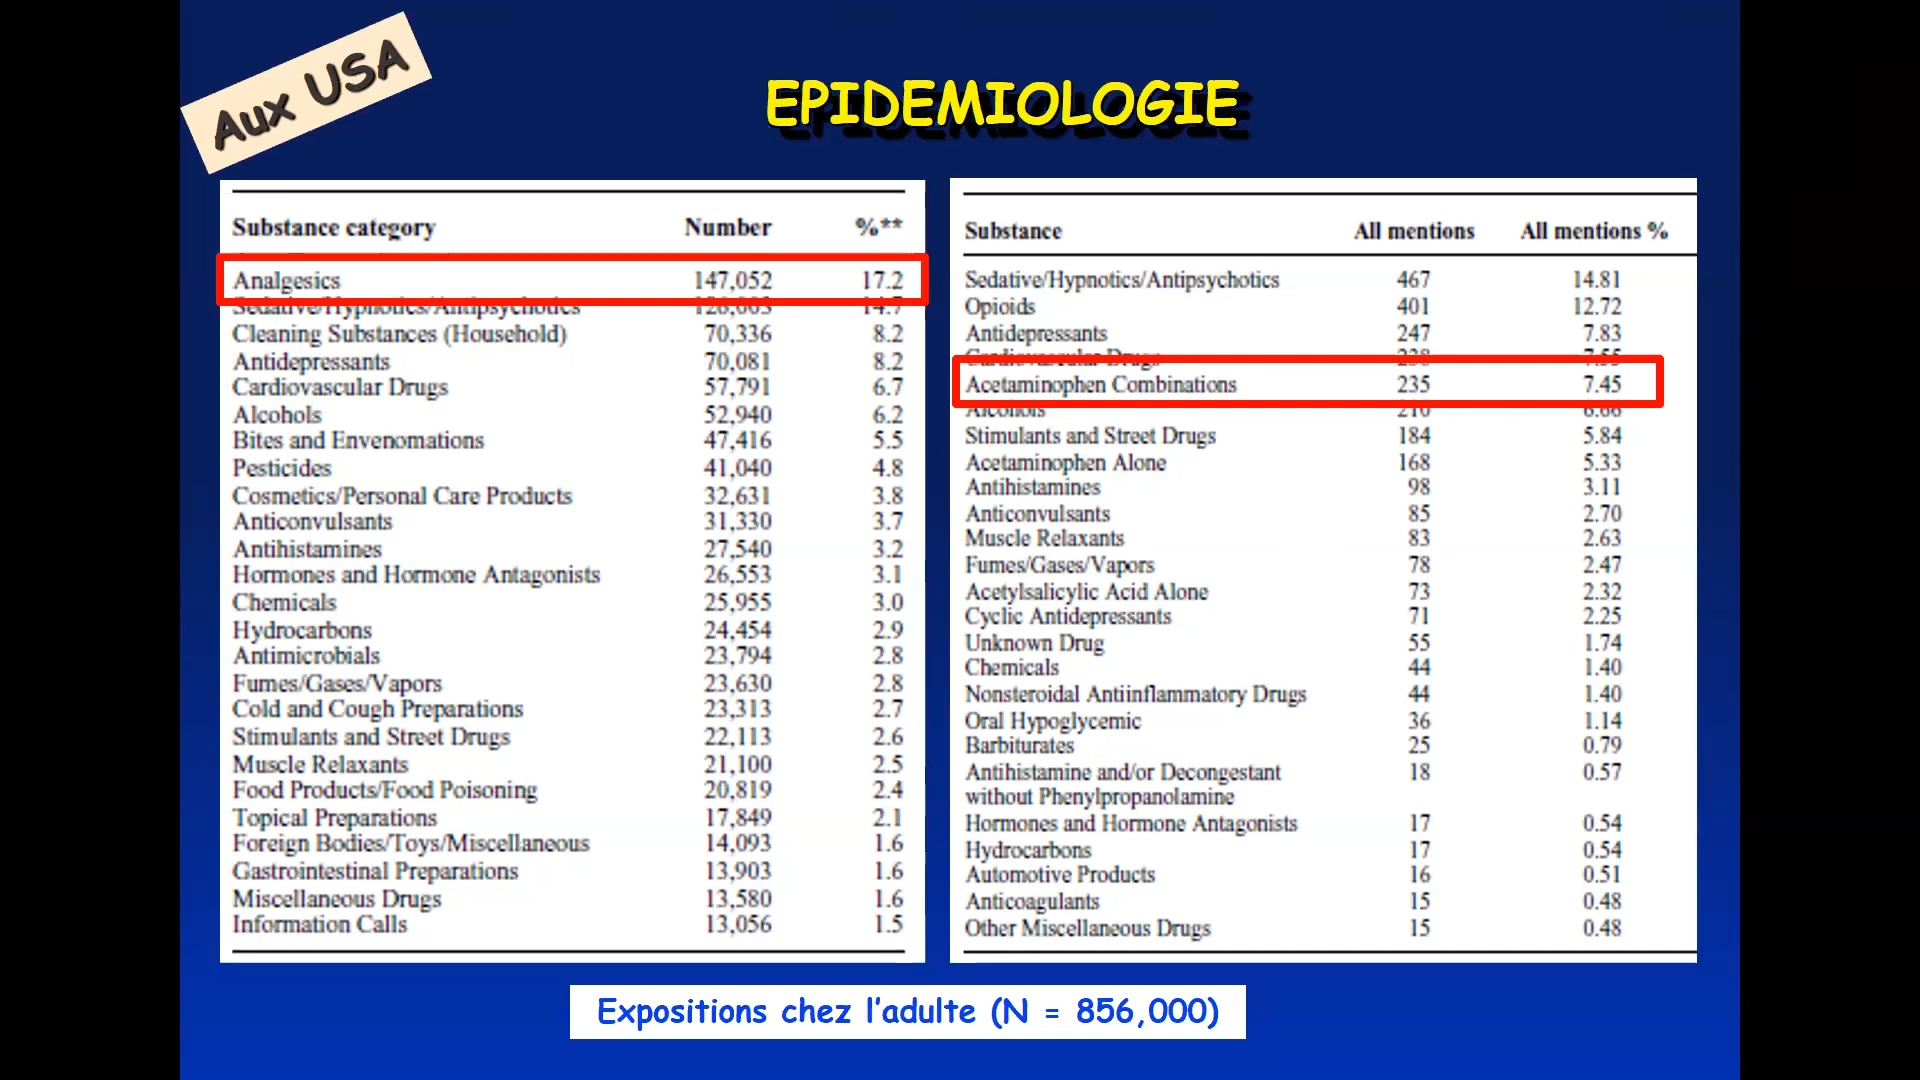 Aux USA
EPIDEMIOLOGIE
Substance category Number %**
Analgesics 147,052 17.2
Sedative/Hypnotics/Antipsychotics 14.7
Cleaning Substances (Household) 70,336 8.2
Antidepressants 70,081 8.2
Cardiovascular Drugs 57,791 6.7
Alcohols 52,940 6.2
Bites and Envenomations 47,416 5.5
Pesticides 41,040 4.8
Cosmetics/Personal Care Products 32,631 3.8
Anticonvulsants 31,330 3.7
Antihistamines 27,540 3.2
Hormones and Hormone Antagonists 26,553 3.1
Chemicals 25,955 3.0
Hydrocarbons 24,454 2.9
Antimicrobials 23,794 2.8
Fumes/Gases/Vapors 23,630 2.8
Cold and Cough Preparations 23,313 2.7
Stimulants and Street Drugs 22,113 2.6
Muscle Relaxants 21,100 2.5
Food Products/Food Poisoning 20,819 2.4
Topical Preparations 17,849 2.1
Foreign Bodies/Toys/Miscellaneous 14,093 1.6
Gastrointestinal Preparations 13,903 1.6
Miscellaneous Drugs 13,580 1.6
Information Calls 13,056 1.5
Substance All mentions All mentions %
Sedative/Hypnotics/Antipsychotics 467 14.81
Opioids 401 12.72
Antidepressants 247 7.83
Cardiovascular Drugs 238 7.55
Acetaminophen Combinations 235 7.45
Alcohols 210 6.66
Stimulants and Street Drugs 184 5.84
Acetaminophen Alone 168 5.33
Antihistamines 98 3.11
Anticonvulsants 85 2.70
Muscle Relaxants 83 2.63
Fumes/Gases/Vapors 78 2.47
Acetylsalicylic Acid Alone 73 2.32
Cyclic Antidepressants 71 2.25
Unknown Drug 55 1.74
Chemicals 44 1.40
Nonsteroidal Antiinflammatory Drugs 44 1.40
Oral Hypoglycemic 36 1.14
Barbiturates 25 0.79
Antihistamine and/or Decongestant 18 0.57
without Phenylpropanolamine
Hormones and Hormone Antagonists 17 0.54
Hydrocarbons 17 0.54
Automotive Products 16 0.51
Anticoagulants 15 0.48
Other Miscellaneous Drugs 15 0.48
Expositions chez l'adulte (N = 856,000)